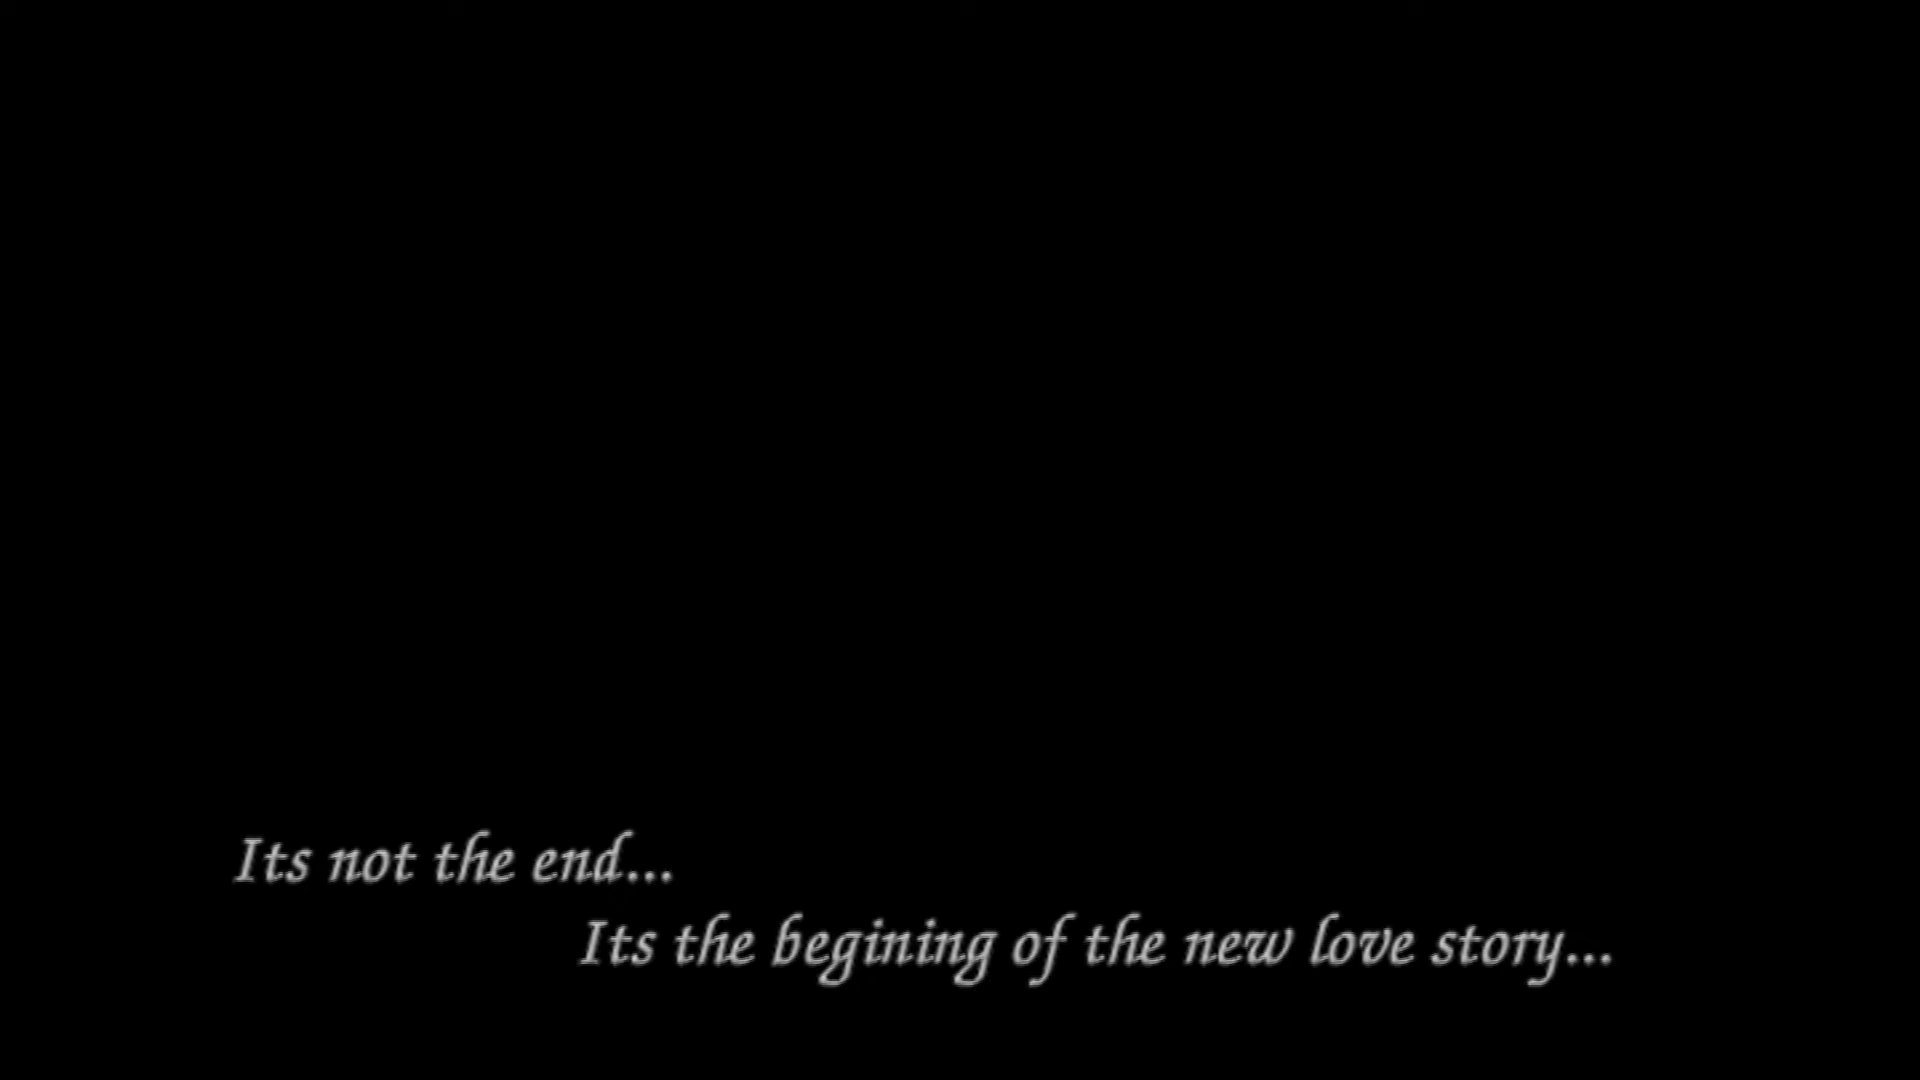 Its not the end...
Its the begining of the new love story...